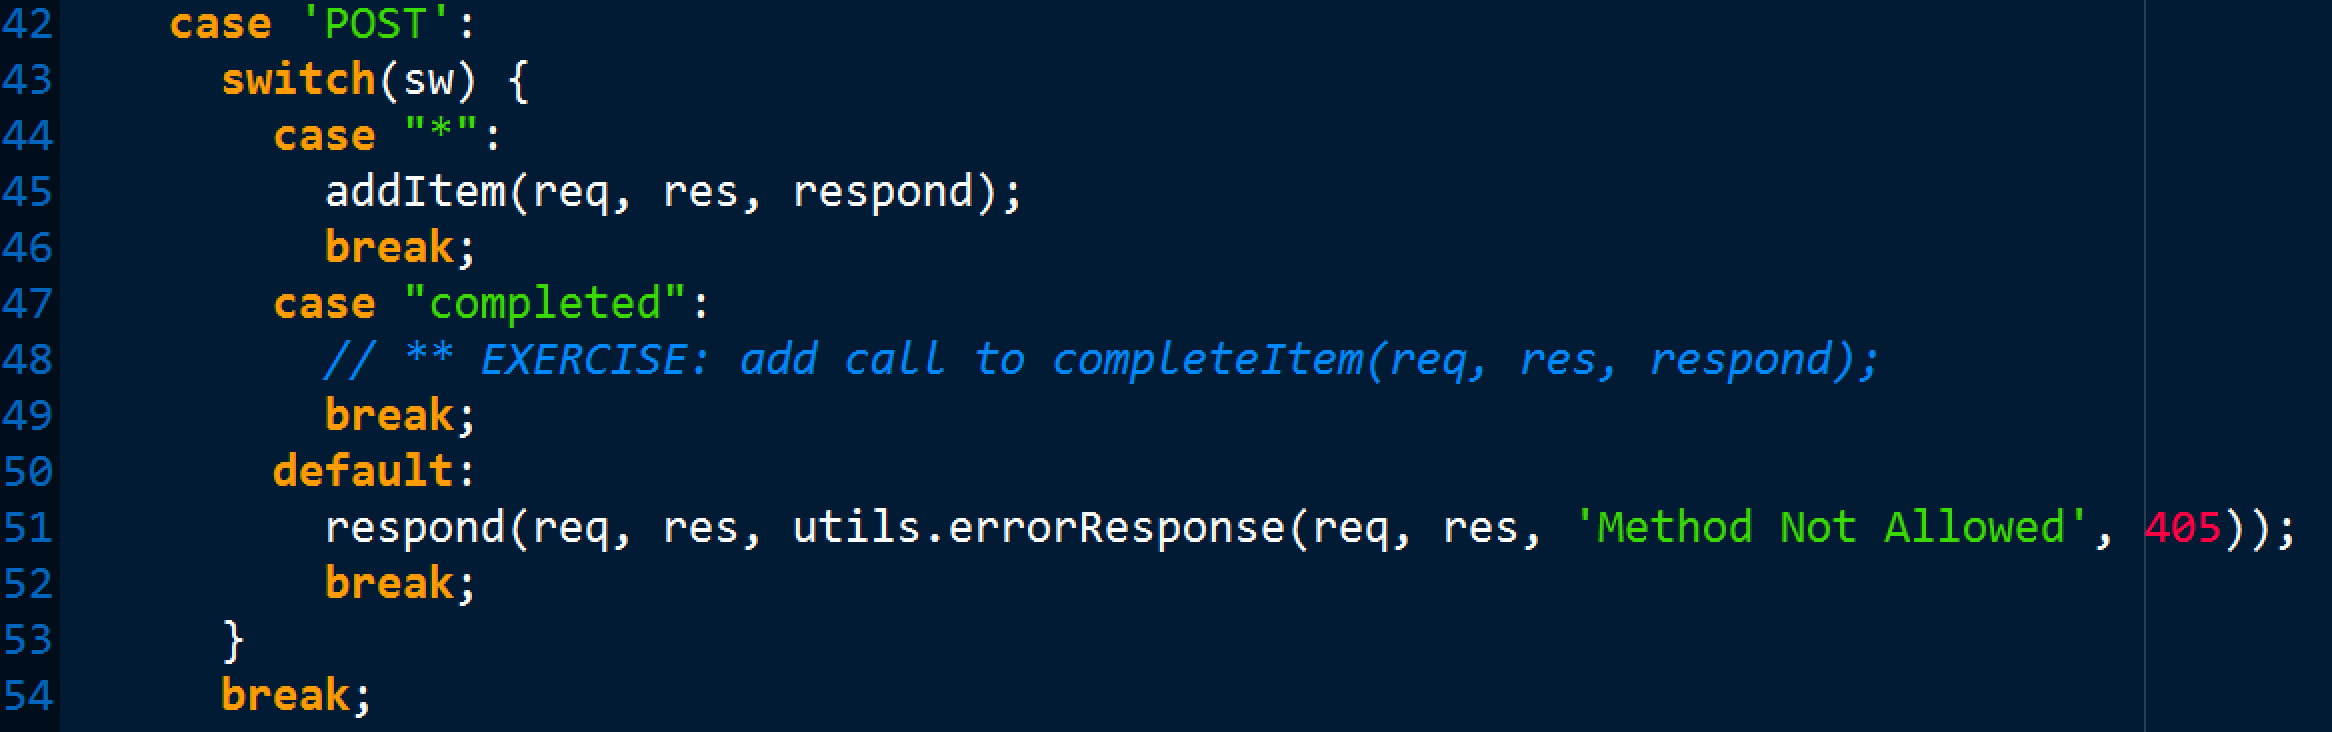 42 case 'POST':
43 switch(sw) {
44 case "*":
45 addItem(req, res, respond);
46 break;
47 case "completed":
48 // ** EXERCISE: add call to completeItem(req, res, respond);
49 break;
50 default:
51 respond(req, res, utils.errorResponse(req, res, 'Method Not Allowed', 405));
52 break;
53 }
54 break;